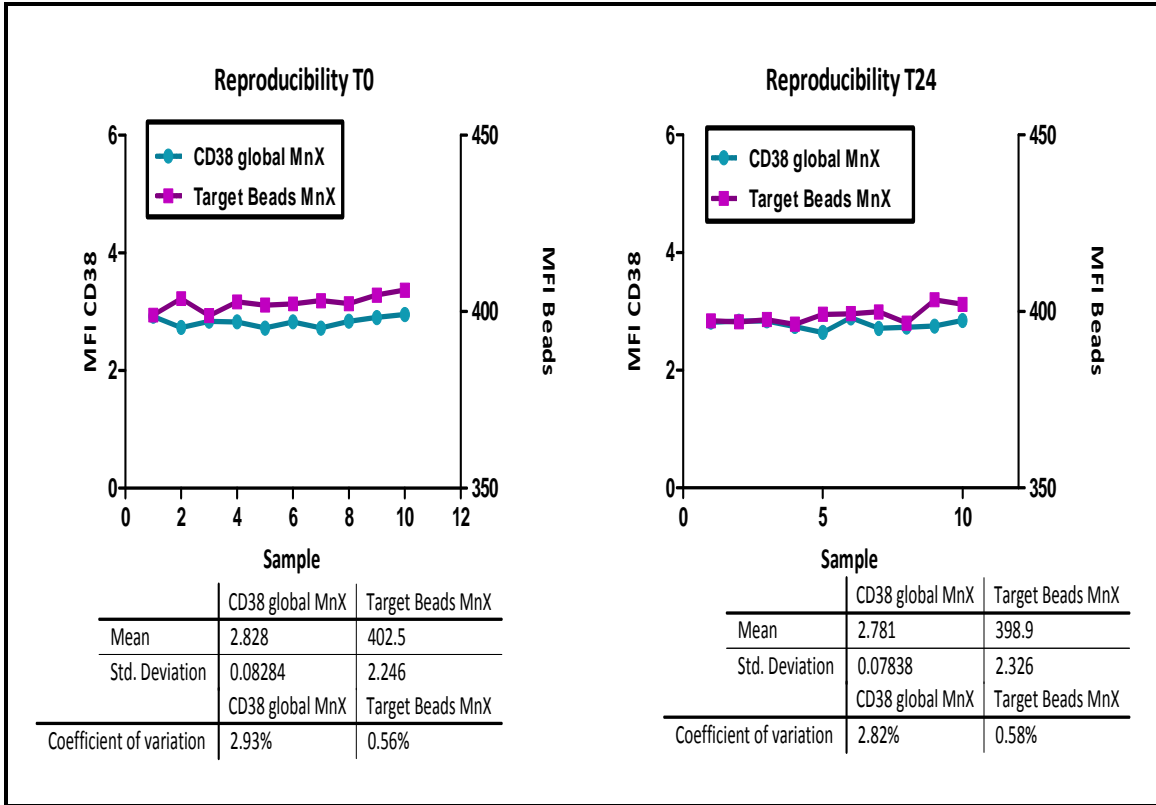 Reproducibility T0
6
4
2
0
MFI CD38
CD38 global MnX
Target Beads MnX
450
400
350
MFI Beads
0 2 4 6 8 10 12
Sample
CD38 global MnX Target Beads MnX
Mean 2.828 402.5
Std. Deviation 0.08284 2.246
CD38 global MnX Target Beads MnX
Coefficient of variation 2.93% 0.56%
Reproducibility T24
6
4
2
0
MFI CD38
CD38 global MnX
Target Beads MnX
450
400
350
MFI Beads
0 5 10
Sample
CD38 global MnX Target Beads MnX
Mean 2.781 398.9
Std. Deviation 0.07838 2.326
CD38 global MnX Target Beads MnX
Coefficient of variation 2.82% 0.58%